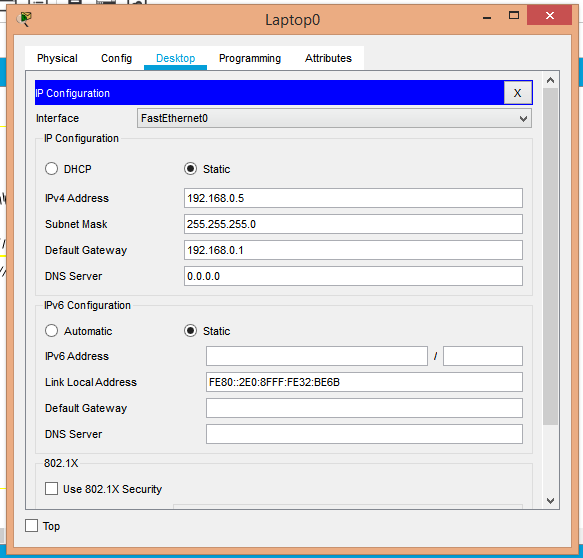 Laptop0
Physical Config Desktop Programming Attributes
IP Configuration X
Interface FastEthernet0
IP Configuration
DHCP Static
IPv4 Address 192.168.0.5
Subnet Mask 255.255.255.0
Default Gateway 192.168.0.1
DNS Server 0.0.0.0
IPv6 Configuration
Automatic Static
IPv6 Address /
Link Local Address FE80::2E0:8FFF:FE32:BE6B
Default Gateway
DNS Server
802.1X
Use 802.1X Security
Top